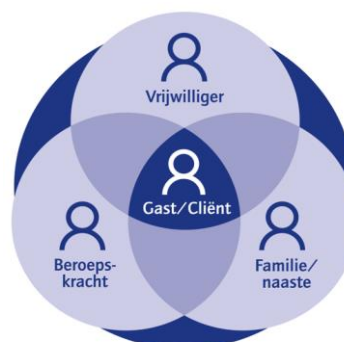 Vrijwilliger
Gast/Cliënt
Beroeps-
kracht
Familie/
naaste